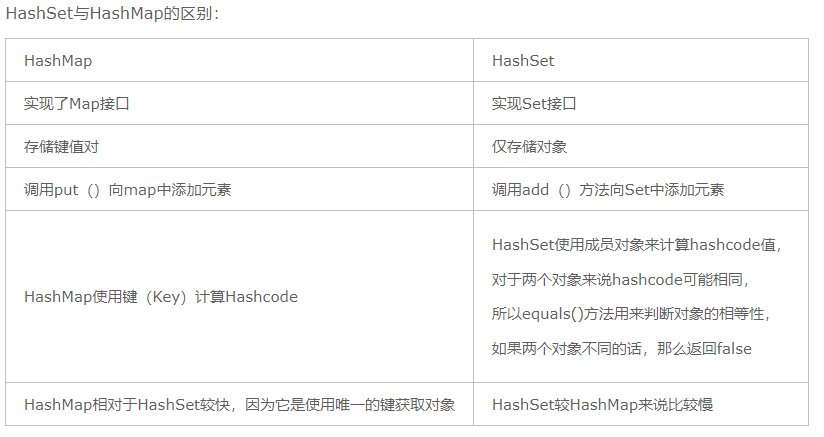 HashSet与HashMap的区别：
HashMap
HashSet
实现了Map接口
实现Set接口
存储键值对
仅存储对象
调用put（）向map中添加元素
调用add（）方法向Set中添加元素
HashMap使用键（Key）计算Hashcode
HashSet使用成员对象来计算hashcode值，
对于两个对象来说hashcode可能相同，
所以equals()方法用来判断对象的相等性，
如果两个对象不同的话，那么返回false
HashMap相对于HashSet较快，因为它是使用唯一的键获取对象
HashSet较HashMap来说比较慢